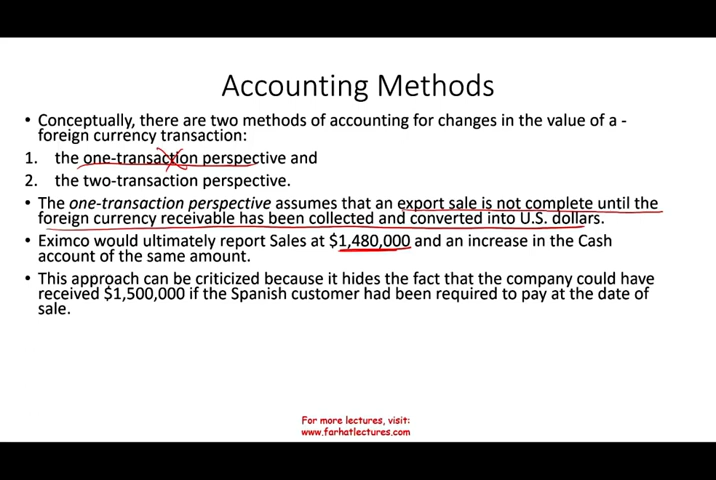 Accounting Methods
• Conceptually, there are two methods of accounting for changes in the value of a -
foreign currency transaction:
1. the one-transaction perspective and
2. the two-transaction perspective.
• The one-transaction perspective assumes that an export sale is not complete until the
foreign currency receivable has been collected and converted into U.S. dollars.
• Eximco would ultimately report Sales at $1,480,000 and an increase in the Cash
account of the same amount.
• This approach can be criticized because it hides the fact that the company could have
received $1,500,000 if the Spanish customer had been required to pay at the date of
sale.
For more lectures, visit:
www.farhatlectures.com